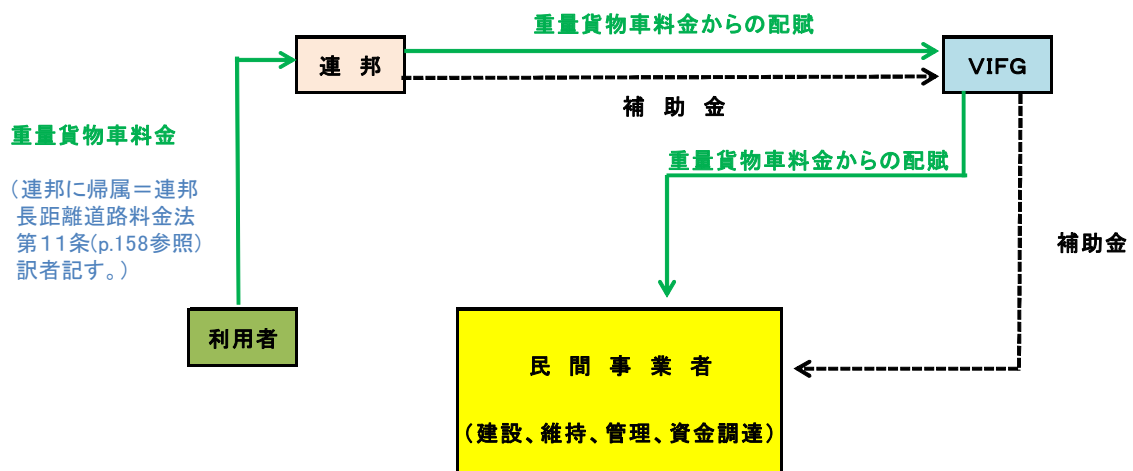 重量貨物車料金からの配賦
連 邦
VIFG
補 助 金
重量貨物車料金
重量貨物車料金からの配賦
（連邦に帰属＝連邦
長距離道路料金法
第１１条(p.158参照)
訳者記す。）
補助金
利用者
民 間 事 業 者
（建設、維持、管理、資金調達）